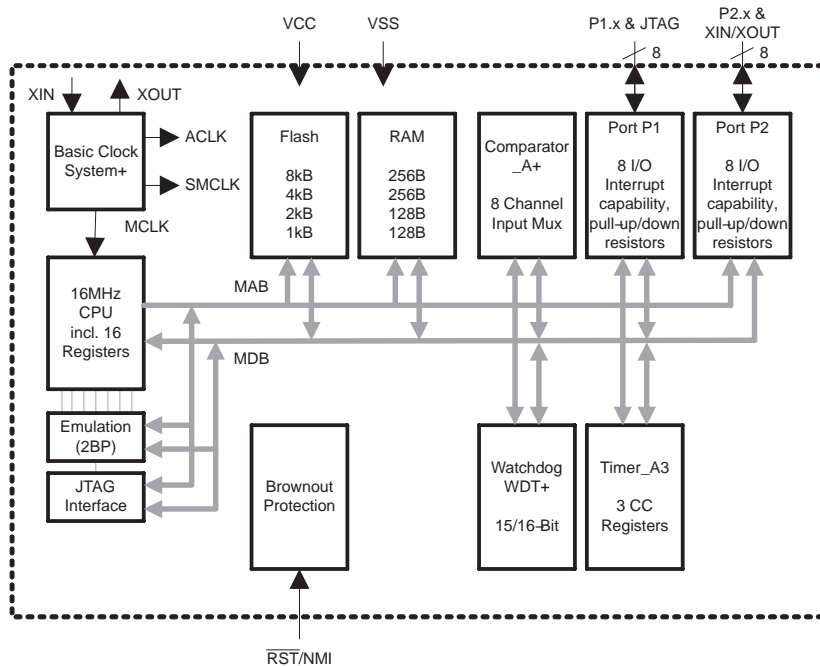 VCC
VSS
P1.x & JTAG
8
P2.x &
XIN/XOUT
8
XIN
XOUT
Basic Clock
System+
ACLK
SMCLK
MCLK
Flash
8kB
4kB
2kB
1kB
RAM
256B
256B
128B
128B
Comparator
_A+
8 Channel
Input Mux
Port P1
8 I/O
Interrupt
capability,
pull-up/down
resistors
Port P2
8 I/O
Interrupt
capability,
pull-up/down
resistors
16MHz
CPU
incl. 16
Registers
MAB
MDB
Emulation
(2BP)
JTAG
Interface
Brownout
Protection
Watchdog
WDT+
15/16-Bit
Timer_A3
3 CC
Registers
RST/NMI